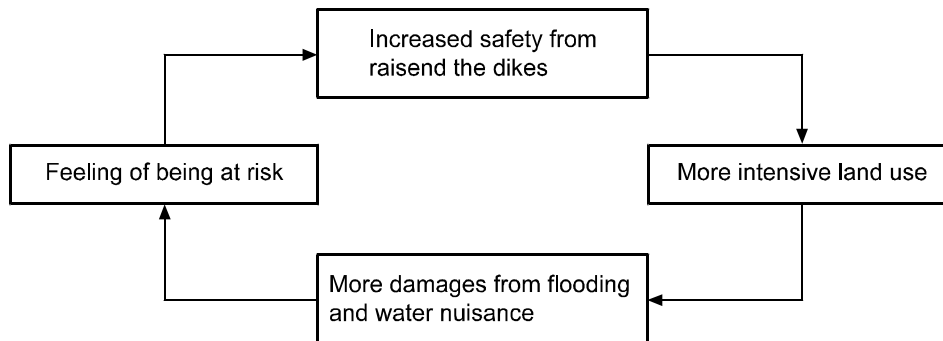 Increased safety from
raisend the dikes
Feeling of being at risk
More intensive land use
More damages from flooding
and water nuisance